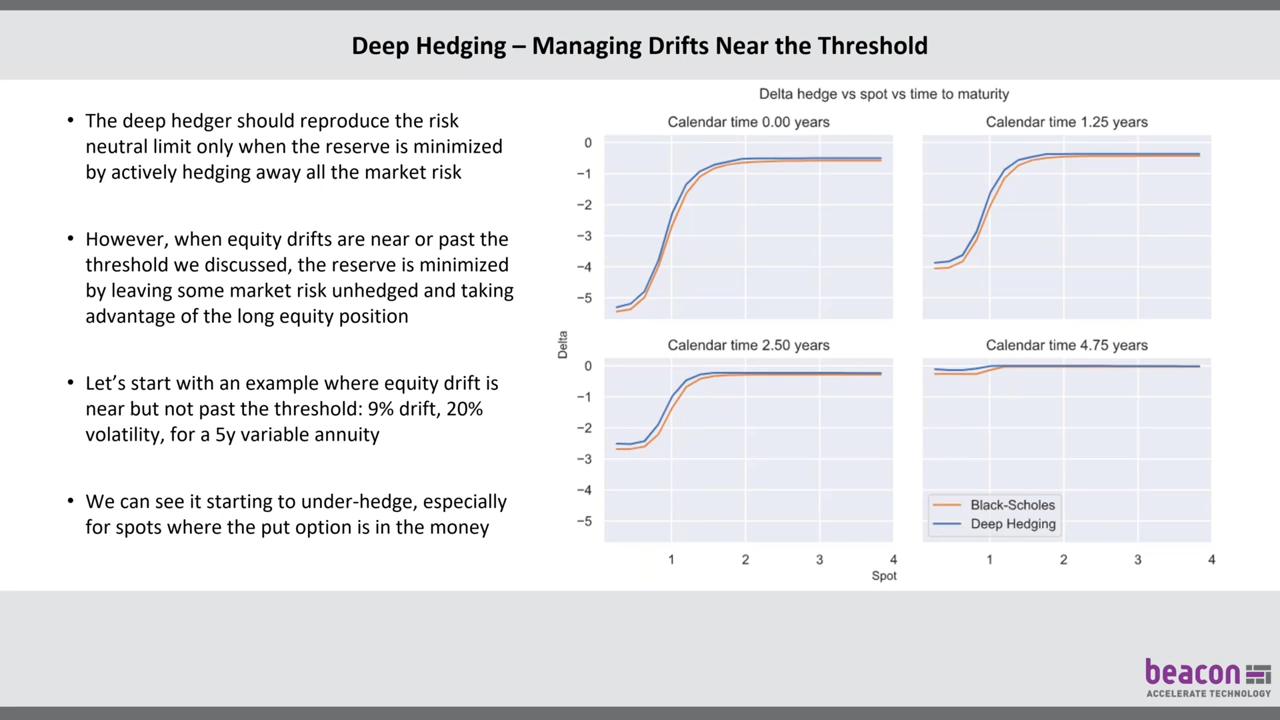 Deep Hedging – Managing Drifts Near the Threshold
• The deep hedger should reproduce the risk
neutral limit only when the reserve is minimized
by actively hedging away all the market risk
• However, when equity drifts are near or past the
threshold we discussed, the reserve is minimized
by leaving some market risk unhedged and taking
advantage of the long equity position
• Let's start with an example where equity drift is
near but not past the threshold: 9% drift, 20%
volatility, for a 5y variable annuity
• We can see it starting to under-hedge, especially
for spots where the put option is in the money
Delta hedge vs spot vs time to maturity
Calendar time 0.00 years
Calendar time 1.25 years
0
−1
−2
−3
−4
−5
Delta
Calendar time 2.50 years
Calendar time 4.75 years
0
−1
−2
−3
−4
−5
Black-Scholes
Deep Hedging
1 2 3 4
1 2 3 4
Spot
beacon
ACCELERATE TECHNOLOGY